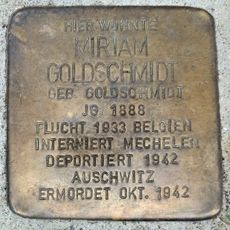 HIER WOHNTE
MIRIAM
GOLDSCHMIDT
GEB. GOLDSCHMIDT
JG. 1888
FLUCHT 1933 BELGIEN
INTERNIERT MECHELEN
DEPORTIERT 1942
AUSCHWITZ
ERMORDET OKT. 1942